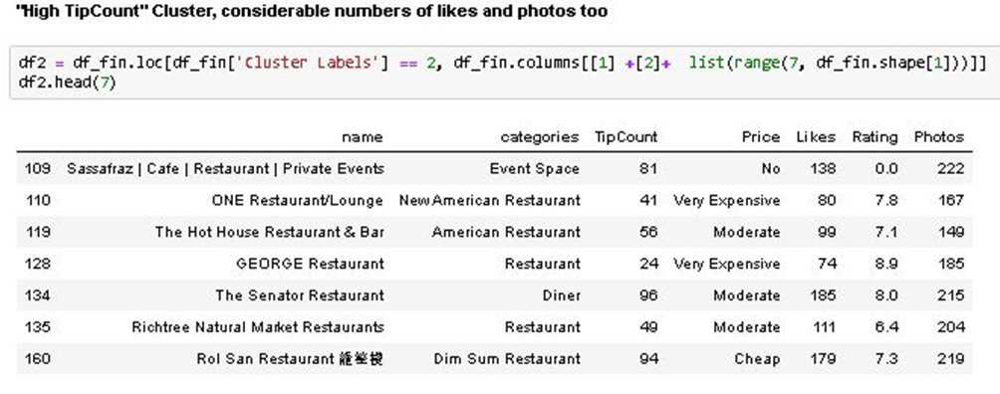 "High TipCount" Cluster, considerable numbers of likes and photos too
df2 = df_fin.loc[df_fin['Cluster Labels'] == 2, df_fin.columns[[1] +[2]+ list(range(7, df_fin.shape[1]))]]
df2.head(7)
name categories TipCount Price Likes Rating Photos
109 Sassafraz | Cafe | Restaurant | Private Events Event Space 81 No 138 0.0 222
110 ONE Restaurant/Lounge New American Restaurant 41 Very Expensive 80 7.8 167
119 The Hot House Restaurant & Bar American Restaurant 56 Moderate 99 7.1 149
128 GEORGE Restaurant Restaurant 24 Very Expensive 74 8.9 185
134 The Senator Restaurant Diner 96 Moderate 185 8.0 215
135 Richtree Natural Market Restaurants Restaurant 49 Moderate 111 6.4 204
160 Rol San Restaurant 龍笙棧 Dim Sum Restaurant 94 Cheap 179 7.3 219